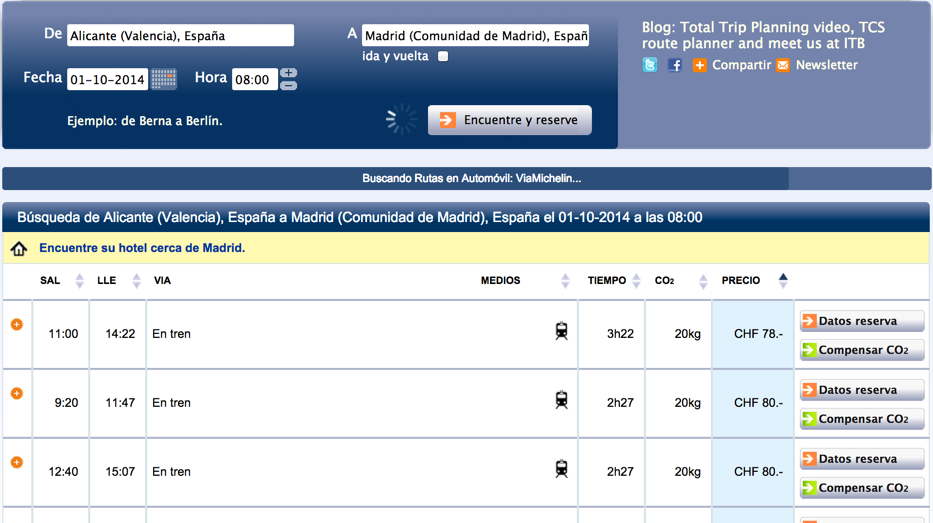 De Alicante (Valencia), España A Madrid (Comunidad de Madrid), Españ
ida y vuelta
Fecha 01-10-2014 Hora 08:00
Ejemplo: de Berna a Berlín.
Encuentre y reserve
Blog: Total Trip Planning video, TCS
route planner and meet us at ITB
Compartir Newsletter
Buscando Rutas en Automóvil: ViaMichelin...
Búsqueda de Alicante (Valencia), España a Madrid (Comunidad de Madrid), España el 01-10-2014 a las 08:00
Encuentre su hotel cerca de Madrid.
SAL LLE VIA MEDIOS TIEMPO CO2 PRECIO
11:00 14:22 En tren 3h22 20kg CHF 78.- Datos reserva
Compensar CO2
9:20 11:47 En tren 2h27 20kg CHF 80.- Datos reserva
Compensar CO2
12:40 15:07 En tren 2h27 20kg CHF 80.- Datos reserva
Compensar CO2